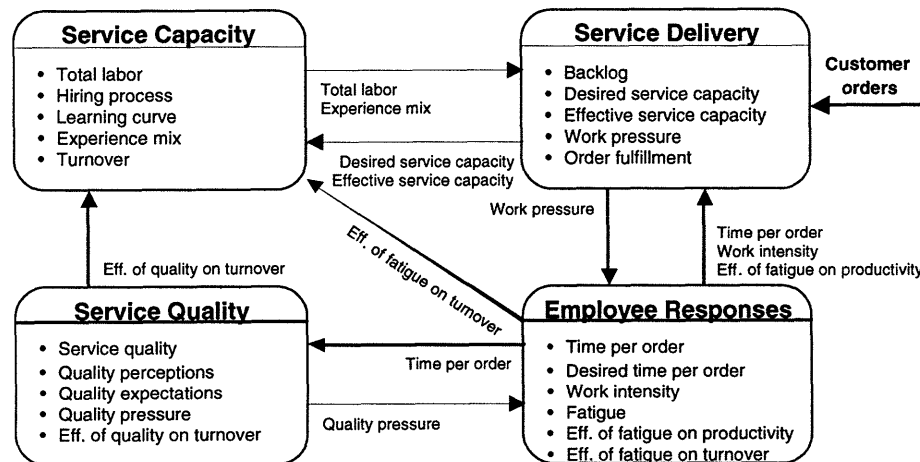 Service Capacity
• Total labor
• Hiring process
• Learning curve
• Experience mix
• Turnover
Total labor
Experience mix
Service Delivery
• Backlog
• Desired service capacity
• Effective service capacity
• Work pressure
• Order fulfillment
Customer
orders
Desired service capacity
Effective service capacity
Work pressure
Time per order
Work intensity
Eff. of fatigue on productivity
Eff. of fatigue on turnover
Eff. of quality on turnover
Service Quality
• Service quality
• Quality perceptions
• Quality expectations
• Quality pressure
• Eff. of quality on turnover
Time per order
Quality pressure
Employee Responses
• Time per order
• Desired time per order
• Work intensity
• Fatigue
• Eff. of fatigue on productivity
• Eff. of fatigue on turnover